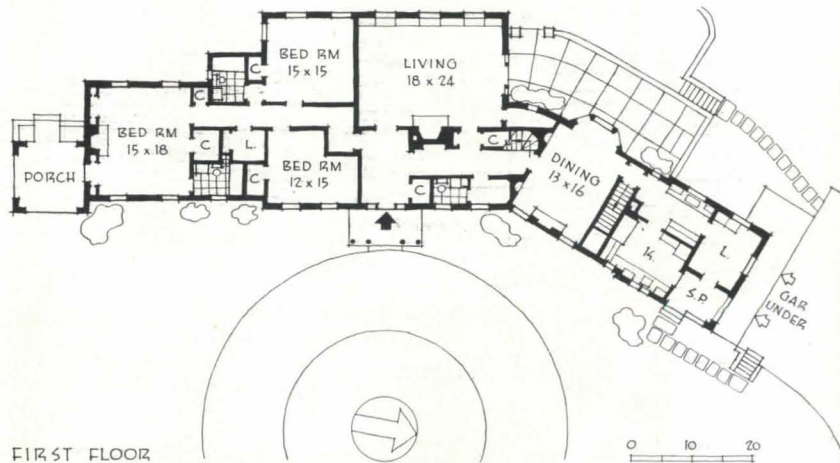 BED RM
15 x 15
C
LIVING
18 x 24
C
BED RM
15 x 18
C
L.
BED RM
12 x 15
C
C
C
PORCH
DINING
13 x 16
K.
L.
S.P.
GAR
UNDER
FIRST FLOOR
0 10 20